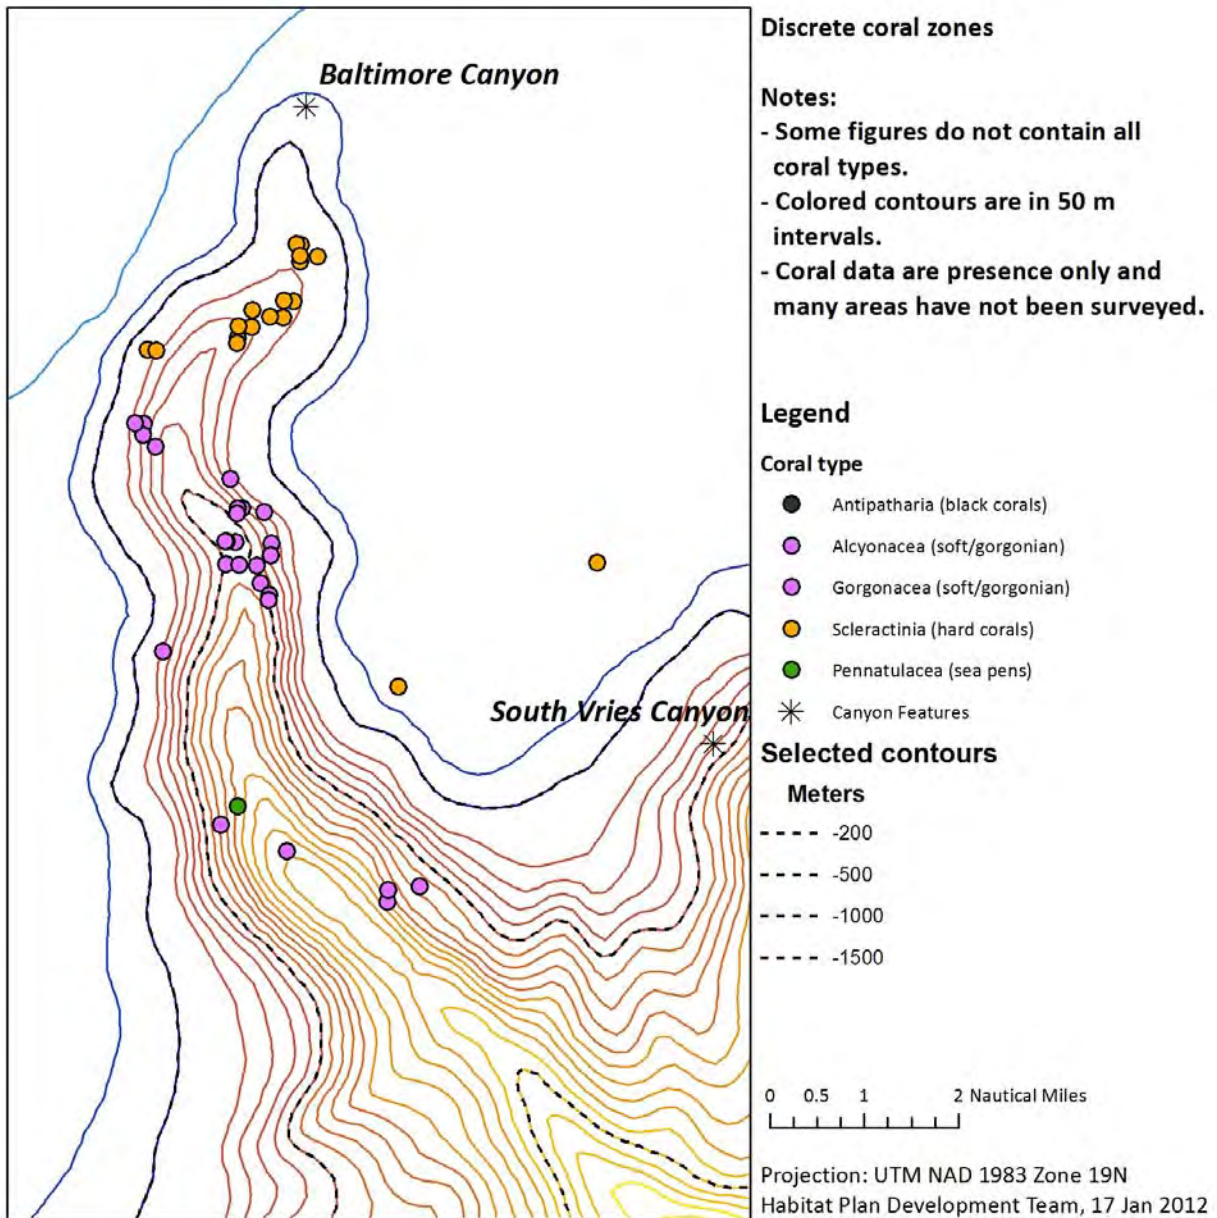 Baltimore Canyon
South Vries Canyon
Discrete coral zones
Notes:
- Some figures do not contain all
coral types.
- Colored contours are in 50 m
intervals.
- Coral data are presence only and
many areas have not been surveyed.
Legend
Coral type
Antipatharia (black corals)
Alcyonacea (soft/gorgonian)
Gorgonacea (soft/gorgonian)
Scleractinia (hard corals)
Pennatulacea (sea pens)
Canyon Features
Selected contours
Meters
-200
-500
-1000
-1500
0 0.5 1 2 Nautical Miles
Projection: UTM NAD 1983 Zone 19N
Habitat Plan Development Team, 17 Jan 2012